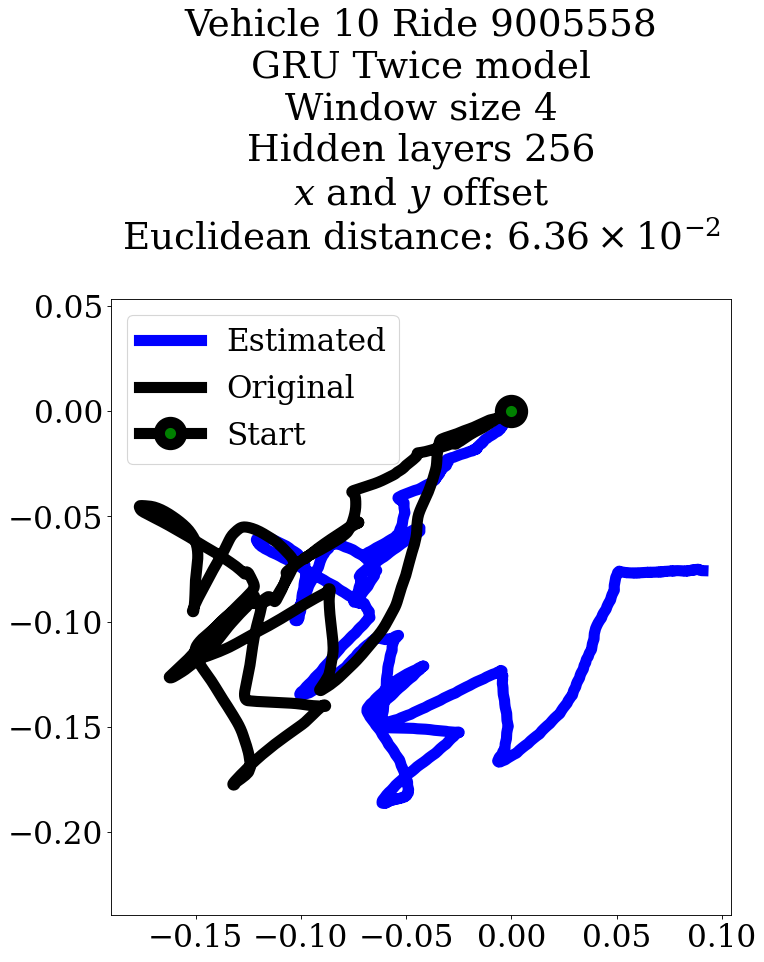 Vehicle 10 Ride 9005558
GRU Twice model
Window size 4
Hidden layers 256
x and y offset
Euclidean distance: 6.36 × 10⁻²
Estimated
Original
Start
0.05
0.00
−0.05
−0.10
−0.15
−0.20
−0.15 −0.10 −0.05 0.00 0.05 0.10